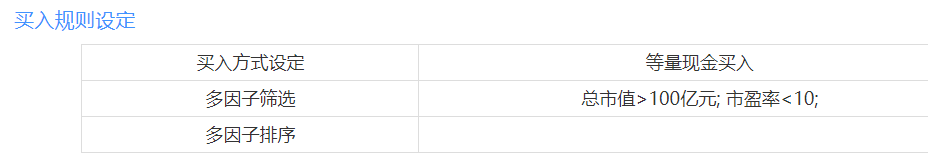 买入规则设定
买入方式设定 等量现金买入
多因子筛选 总市值>100亿元; 市盈率<10;
多因子排序